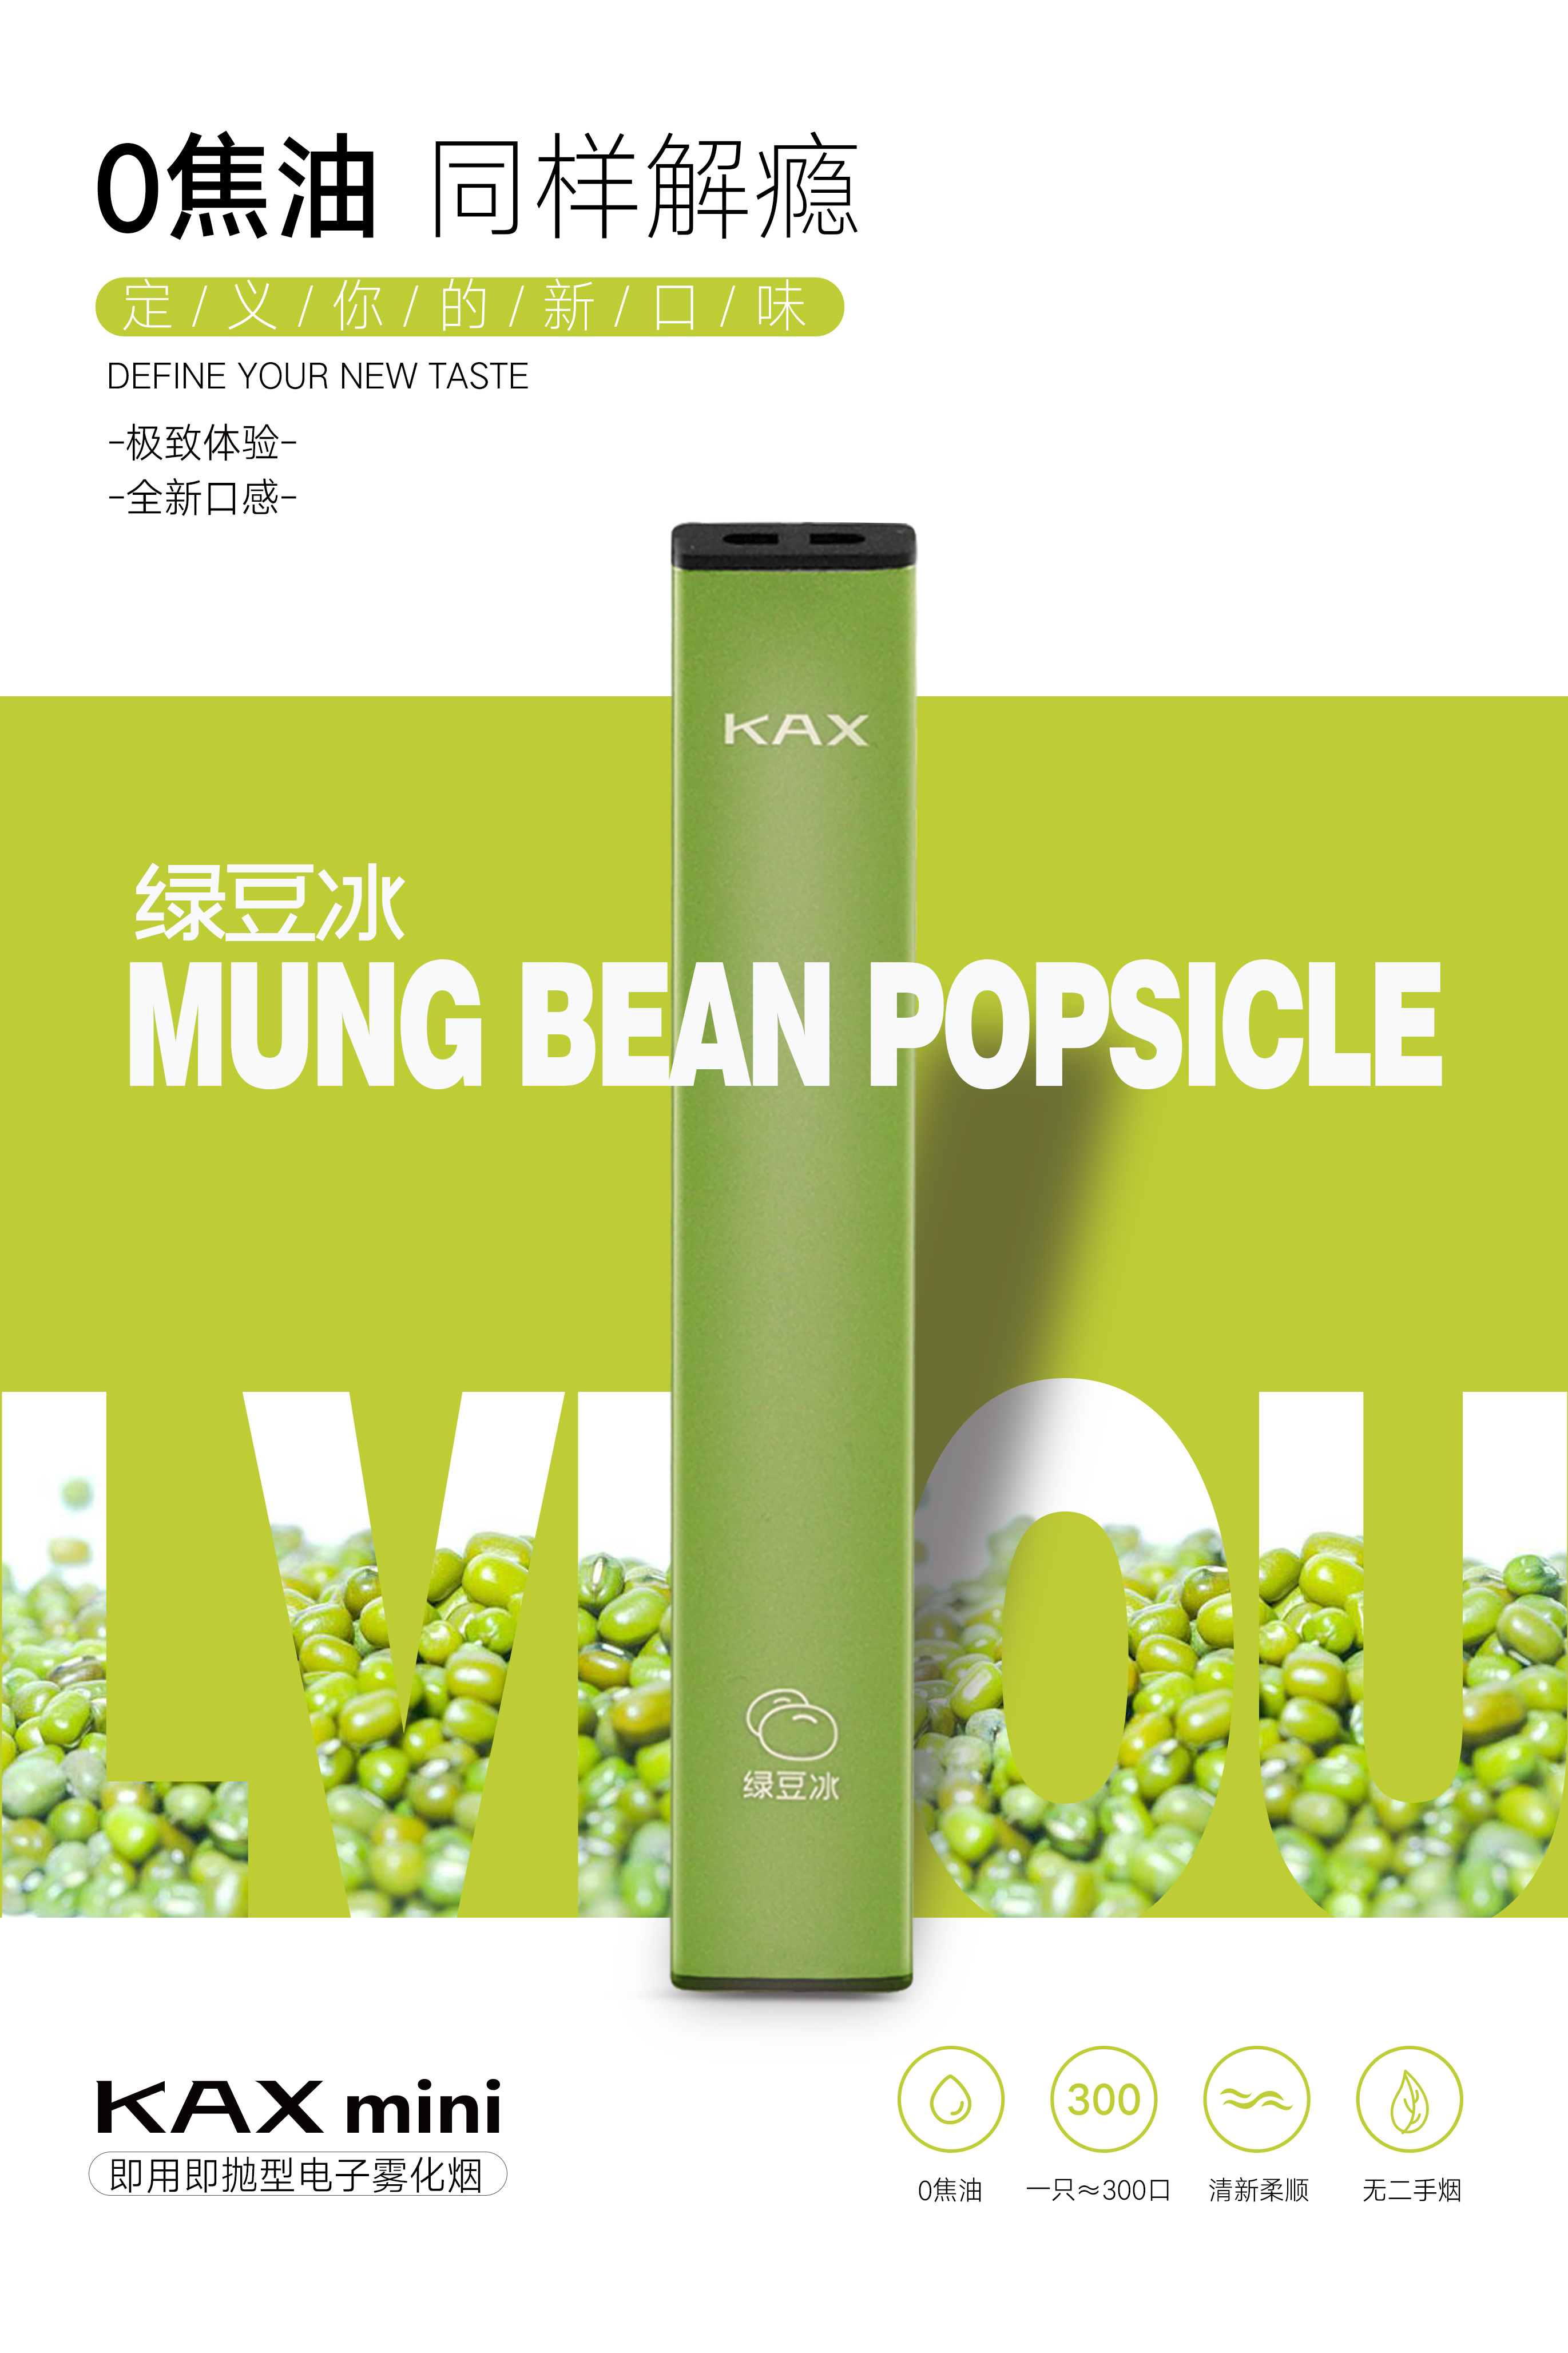 0焦油 同样解瘾
定/义/你/的/新/口/味
DEFINE YOUR NEW TASTE
-极致体验-
-全新口感-
KAX
绿豆冰
MUNG BEAN POPSICLE
绿豆冰
KAX mini
即用即抛型电子雾化烟
300
0焦油
一只≈300口
清新柔顺
无二手烟